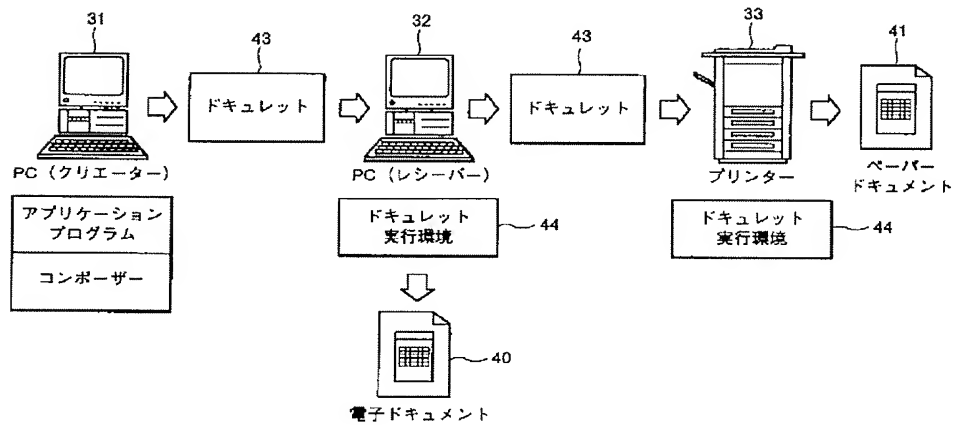 31
43
32
43
33
41
ドキュレット
ドキュレット
PC（クリエーター）
PC（レシーバー）
プリンター
ペーパー
ドキュメント
アプリケーション
プログラム
コンポーザー
ドキュレット
実行環境
44
ドキュレット
実行環境
44
40
電子ドキュメント